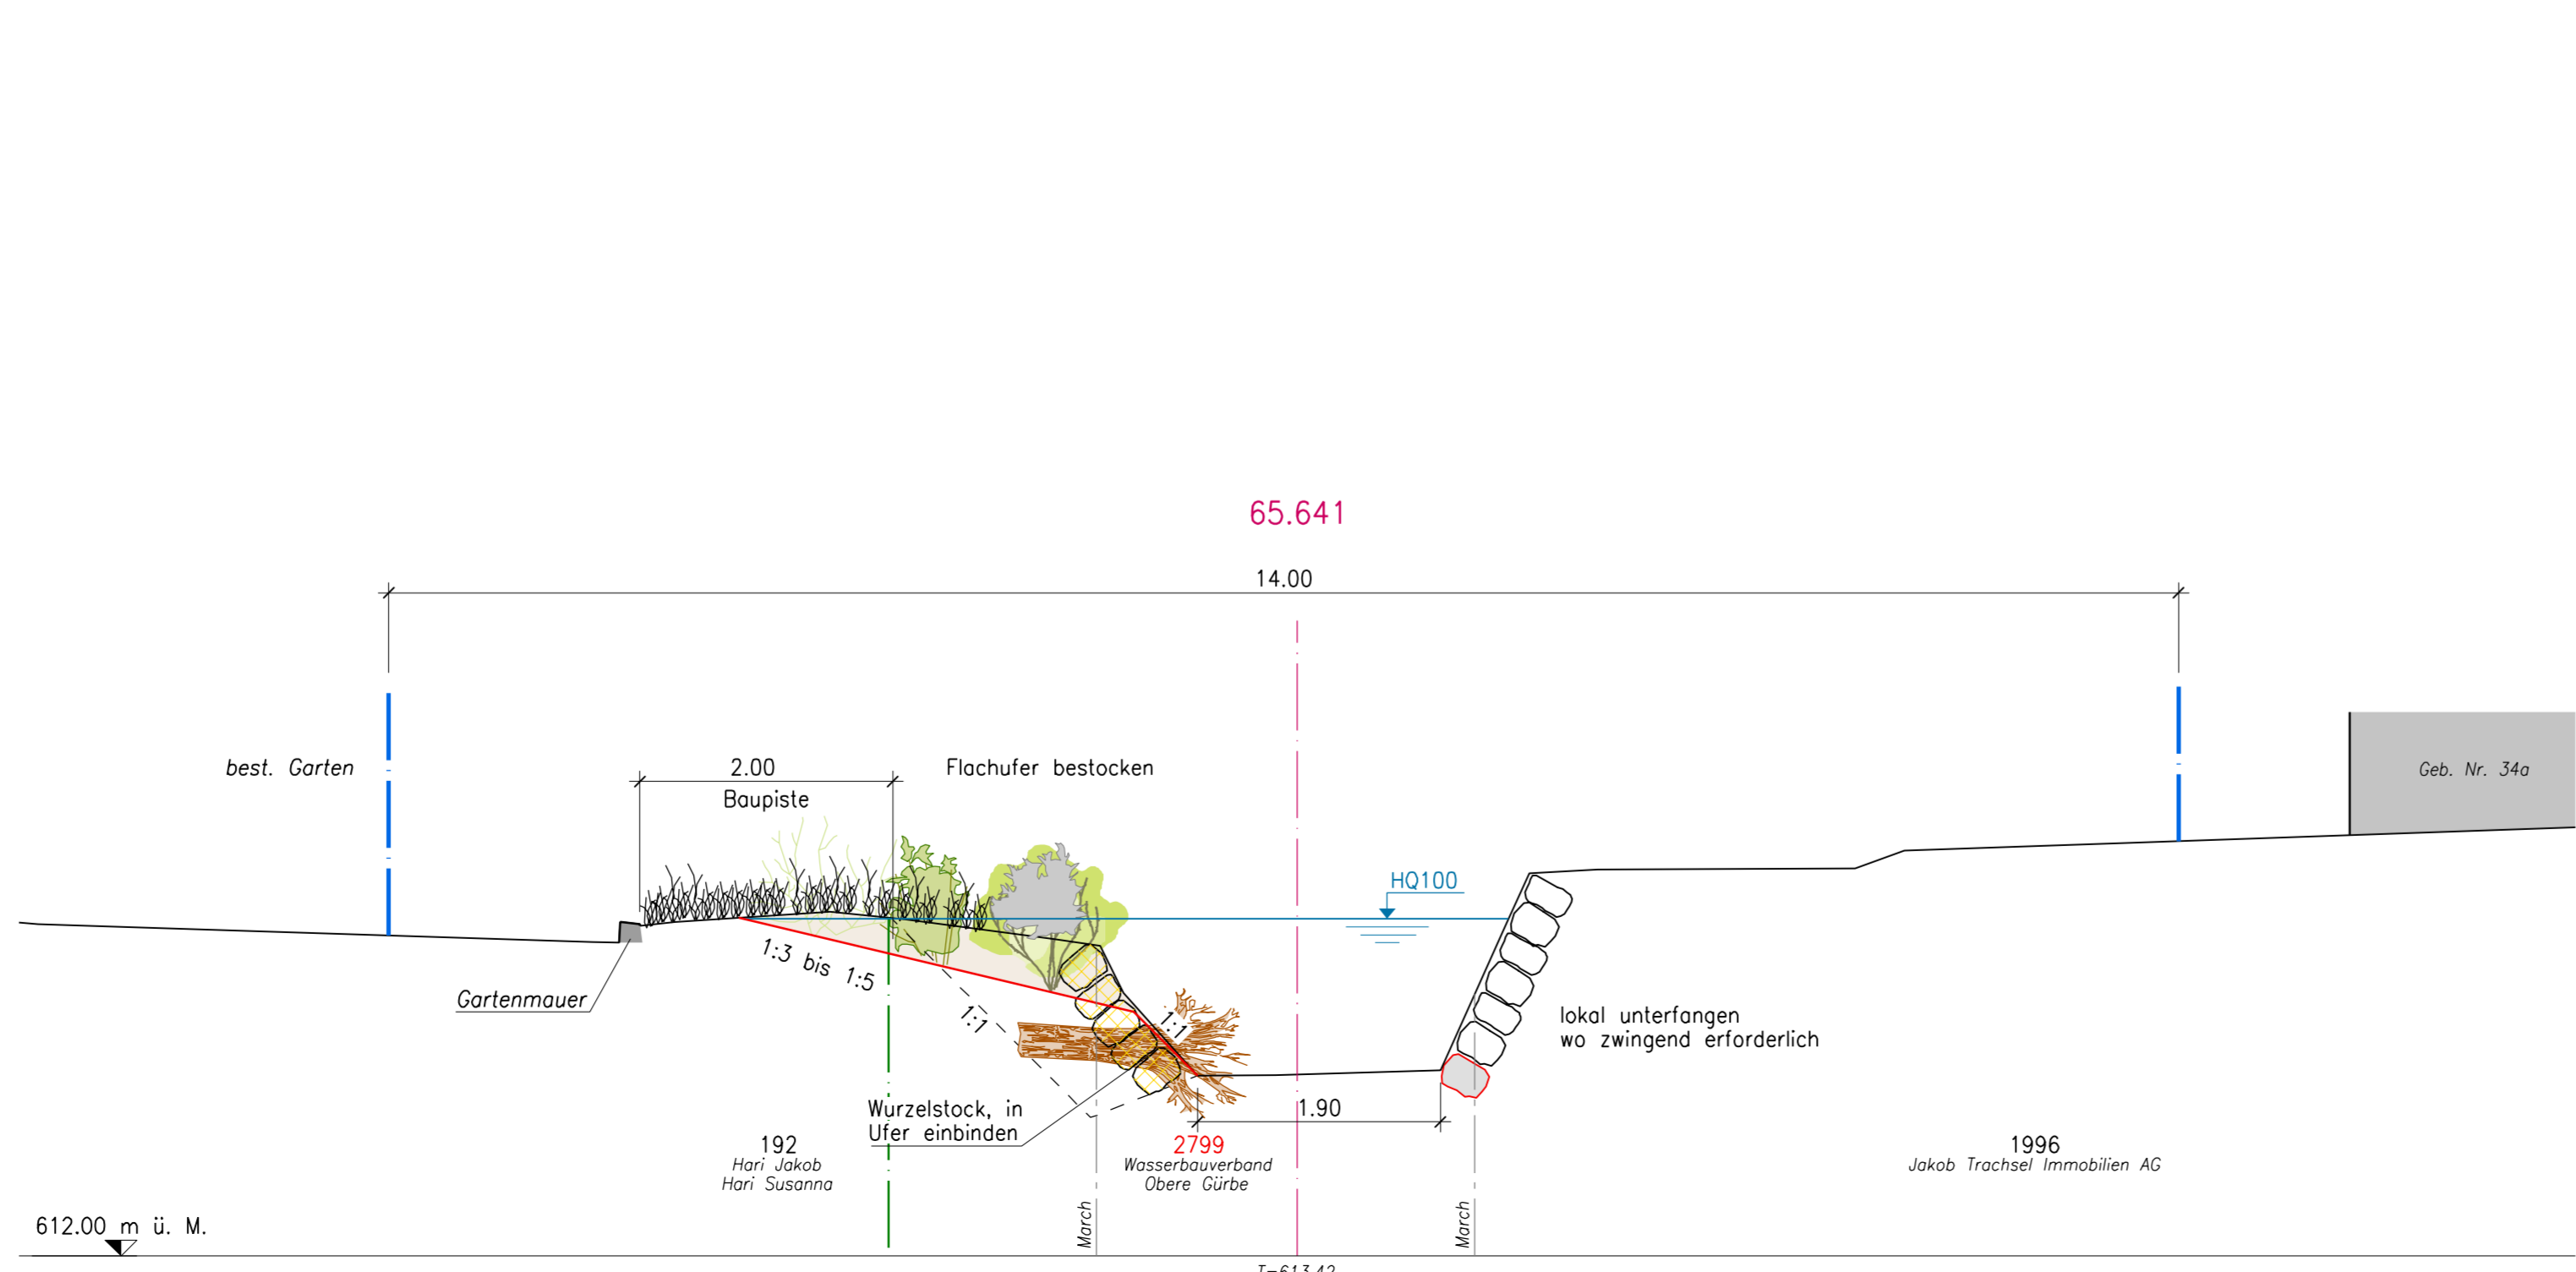 65.641
14.00
best. Garten
2.00
Baupiste
Flachufer bestocken
Geb. Nr. 34a
HQ100
1:3 bis 1:5
Gartenmauer
1:1
1:1
lokal unterfangen
wo zwingend erforderlich
Wurzelstock, in
Ufer einbinden
1.90
192
Hari Jakob
Hari Susanna
2799
Wasserbauverband
Obere Gürbe
1996
Jakob Trachsel Immobilien AG
March
March
612.00 m ü. M.